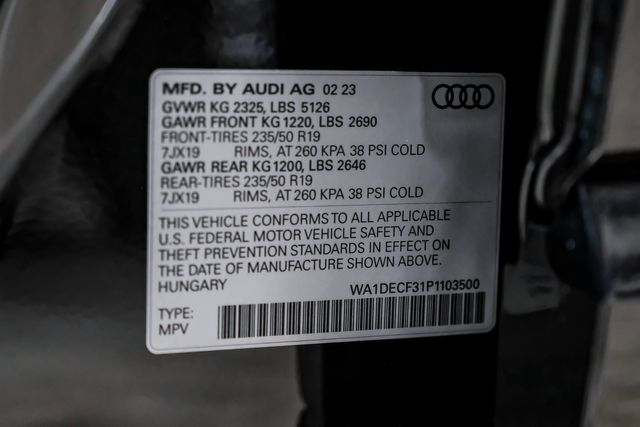 MFD. BY AUDI AG 02 23
GVWR KG 2325, LBS 5126
GAWR FRONT KG 1220, LBS 2690
FRONT-TIRES 235/50 R19
7JX19 RIMS, AT 260 KPA 38 PSI COLD
GAWR REAR KG 1200, LBS 2646
REAR-TIRES 235/50 R19
7JX19 RIMS, AT 260 KPA 38 PSI COLD
THIS VEHICLE CONFORMS TO ALL APPLICABLE
U.S. FEDERAL MOTOR VEHICLE SAFETY AND
THEFT PREVENTION STANDARDS IN EFFECT ON
THE DATE OF MANUFACTURE SHOWN ABOVE.
HUNGARY WA1DECF31P1103500
TYPE:
MPV